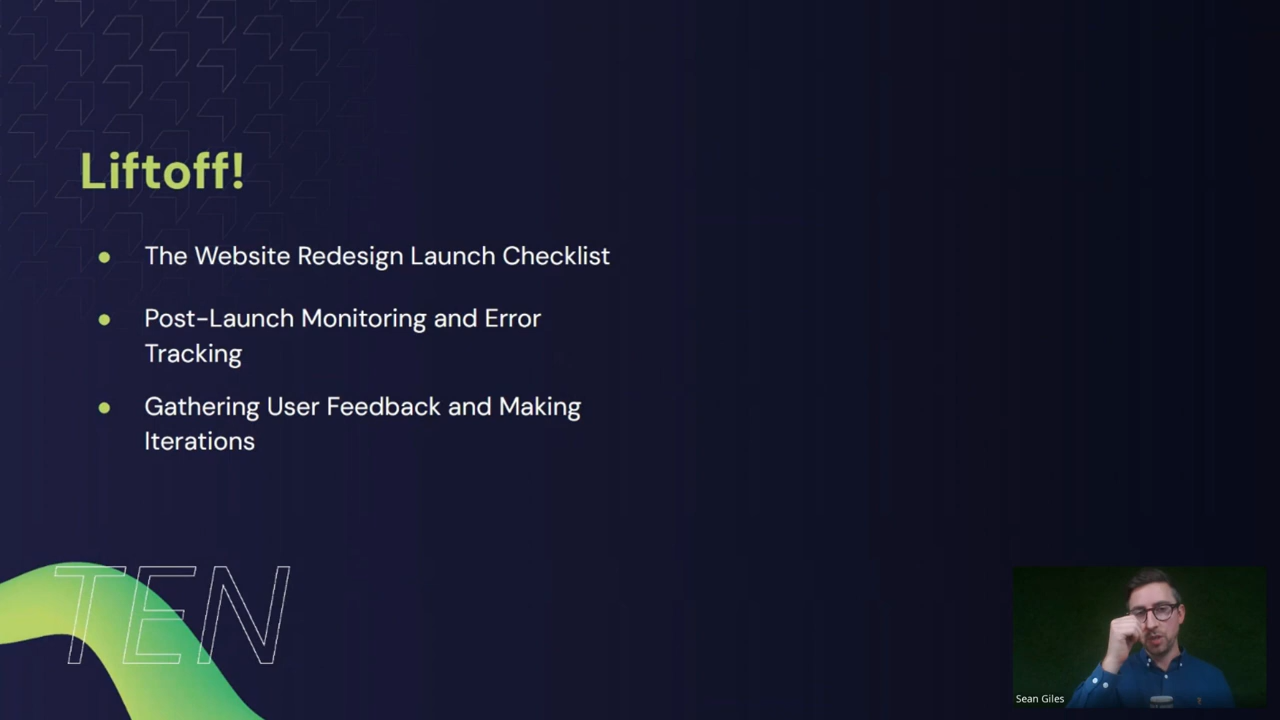 Liftoff!
The Website Redesign Launch Checklist
Post-Launch Monitoring and Error
Tracking
Gathering User Feedback and Making
Iterations
TEN
Sean Giles